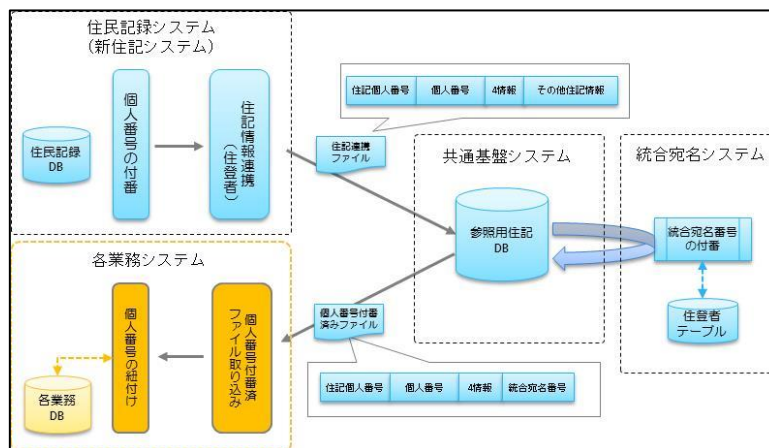 住民記録システム
(新住記システム)
住民記録
DB
個人番号の付番
住記情報連携
(住登者)
住記連携
ファイル
住記個人番号
個人番号
4情報
その他住記情報
共通基盤システム
参照用住記
DB
統合宛名システム
統合宛名番号
の付番
住登者
テーブル
各業務システム
各業務
DB
個人番号の紐付け
個人番号付番済
ファイル取り込み
個人番号付番
済みファイル
住記個人番号
個人番号
4情報
統合宛名番号